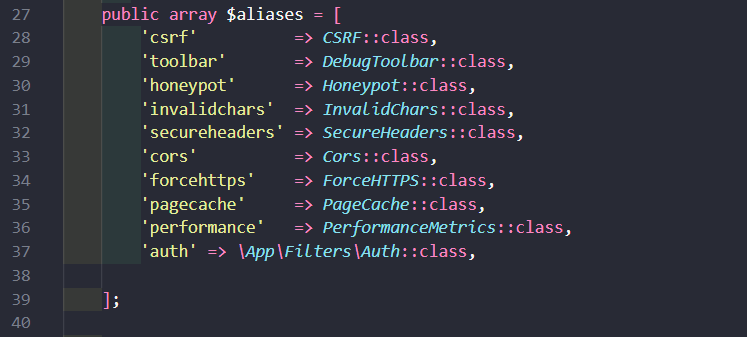 27 public array $aliases = [
28 'csrf' => CSRF::class,
29 'toolbar' => DebugToolbar::class,
30 'honeypot' => Honeypot::class,
31 'invalidchars' => InvalidChars::class,
32 'secureheaders' => SecureHeaders::class,
33 'cors' => Cors::class,
34 'forcehttps' => ForceHTTPS::class,
35 'pagecache' => PageCache::class,
36 'performance' => PerformanceMetrics::class,
37 'auth' => \App\Filters\Auth::class,
38
39 ];
40